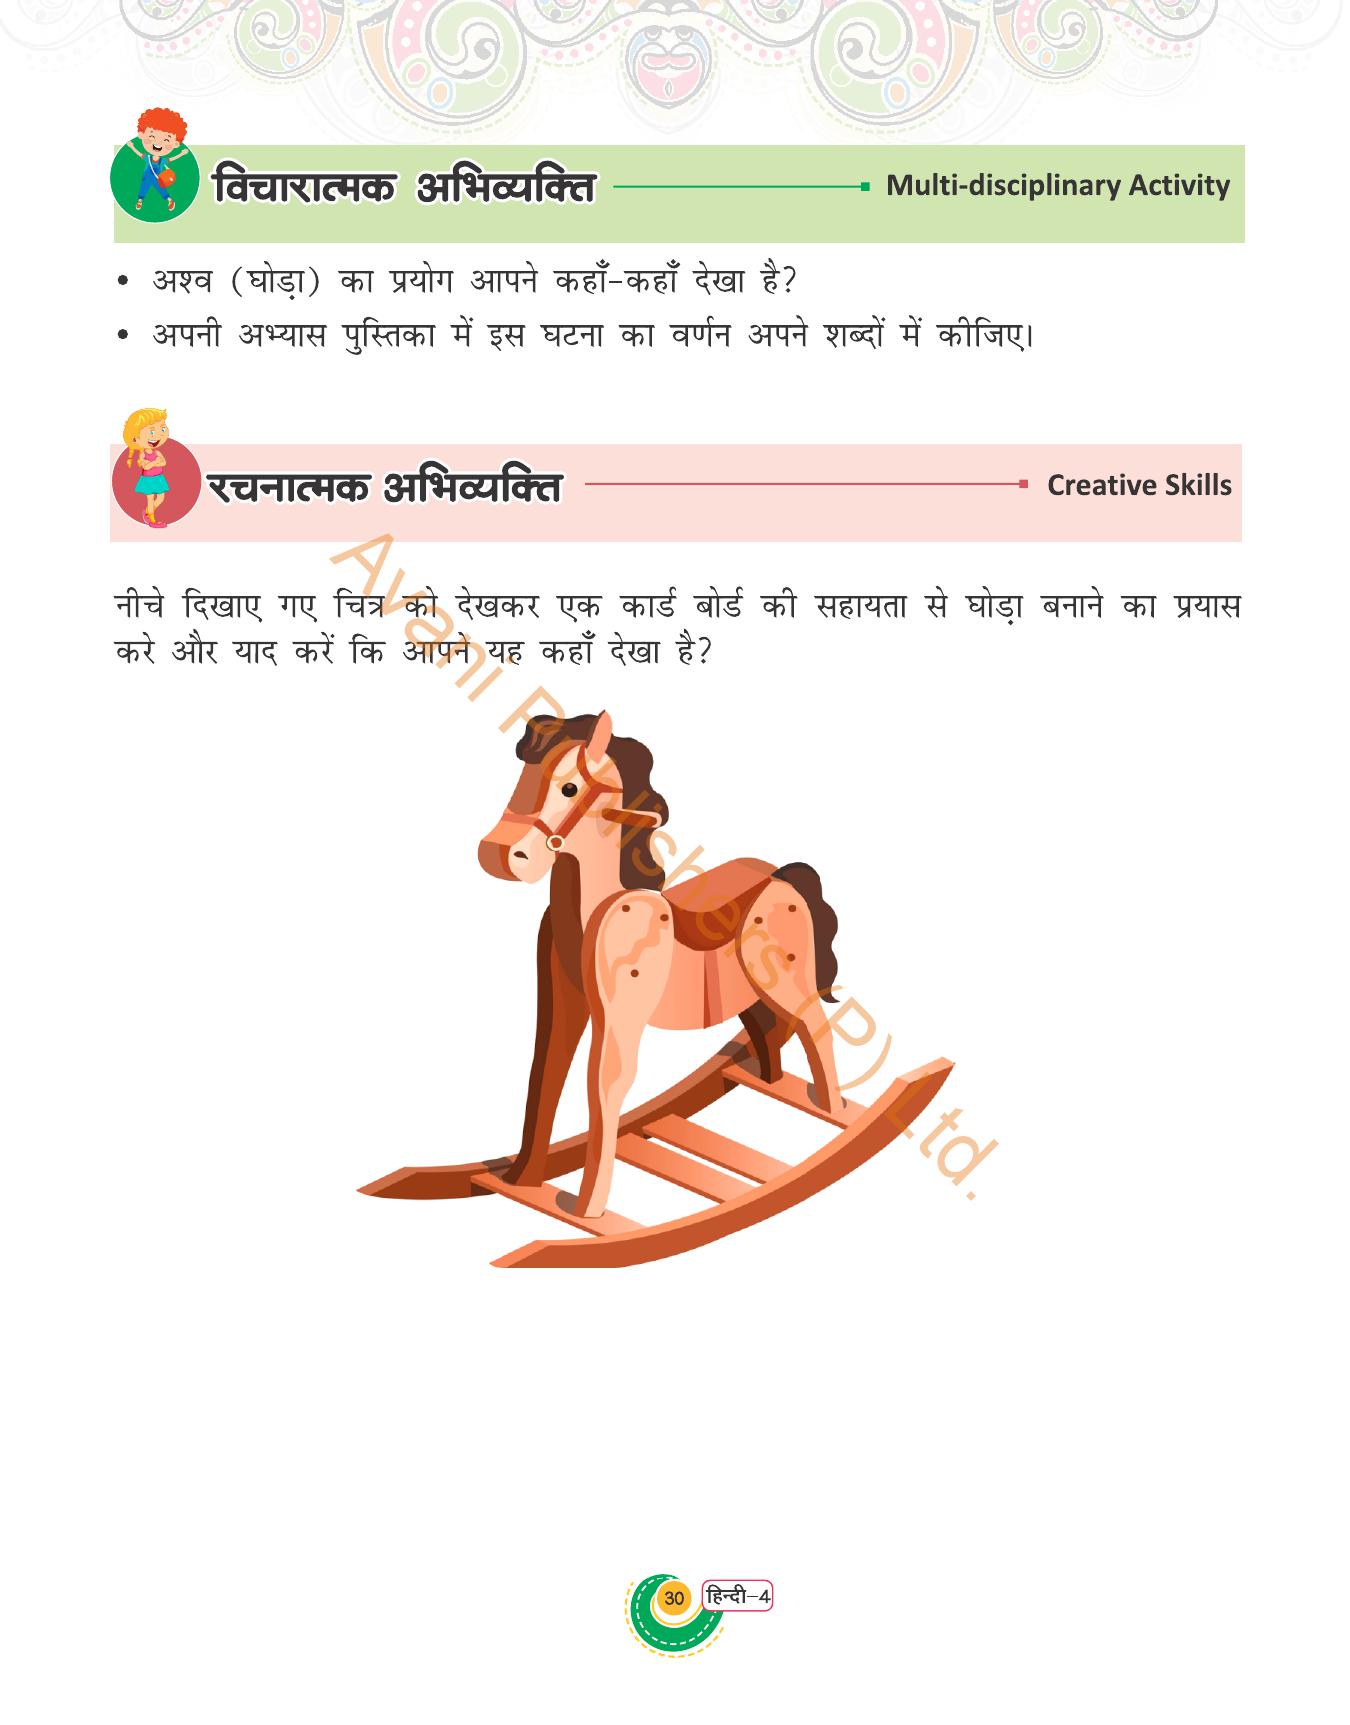 विचारात्मक अभिव्यक्ति Multi-disciplinary Activity
• अश्व (घोड़ा) का प्रयोग आपने कहाँ-कहाँ देखा है?
• अपनी अभ्यास पुस्तिका में इस घटना का वर्णन अपने शब्दों में कीजिए।
रचनात्मक अभिव्यक्ति Creative Skills
नीचे दिखाए गए चित्र को देखकर एक कार्ड बोर्ड की सहायता से घोड़ा बनाने का प्रयास
करे और याद करें कि आपने यह कहाँ देखा है?
Avani Publishers (P) Ltd.
30 हिन्दी-4